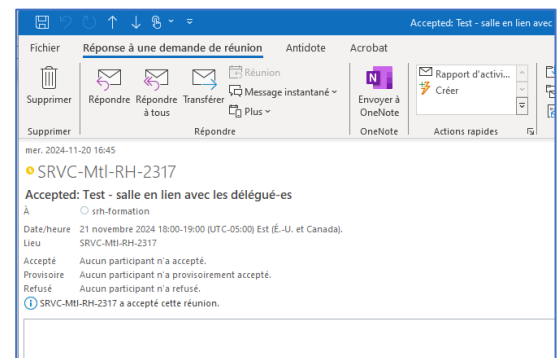 Accepted: Test - salle en lien avec
Fichier Réponse à une demande de réunion Antidote Acrobat
Supprimer
Répondre Répondre à tous Transférer
Réunion
Message instantané
Plus
Envoyer à OneNote
Rapport d'activi...
Créer
Supprimer Répondre OneNote Actions rapides
mer. 2024-11-20 16:45
SRVC-Mtl-RH-2317
Accepted: Test - salle en lien avec les délégué-es
À srh-formation
Date/heure 21 novembre 2024 18:00-19:00 (UTC-05:00) Est (É.-U. et Canada).
Lieu SRVC-Mtl-RH-2317
Accepté Aucun participant n'a accepté.
Provisoire Aucun participant n'a provisoirement accepté.
Refusé Aucun participant n'a refusé.
SRVC-Mtl-RH-2317 a accepté cette réunion.